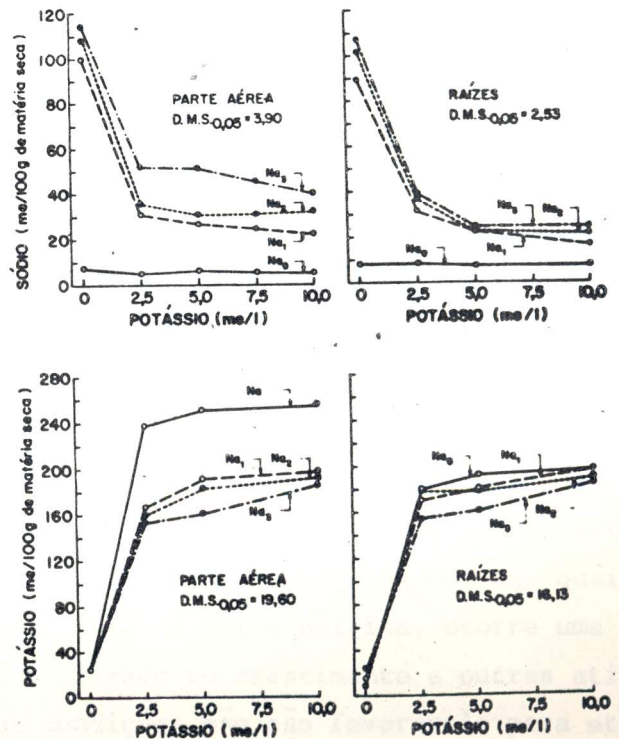 SÓDIO (me/100g de matéria seca)
120
100
80
60
40
20
0
PARTE AÉREA
D.M.S.0,05 = 3,90
Na3
Na2
Na1
Na0
0 2,5 5,0 7,5 10,0
POTÁSSIO (me/l)
RAÍZES
D.M.S.0,05 = 2,53
Na3 Na2
Na0 Na1
0 2,5 5,0 7,5 10,0
POTÁSSIO (me/l)
POTÁSSIO (me/100g de matéria seca)
280
240
200
160
120
80
40
0
Na
Na1 Na2
Na3
PARTE AÉREA
D.M.S.0,05 = 19,60
0 2,5 5,0 7,5 10,0
POTÁSSIO (me/l)
Na0 Na1
RAÍZES
D.M.S.0,05 = 16,13
0 2,5 5,0 7,5 10,0
POTÁSSIO (me/l)
ocorre uma
crescimento e outras